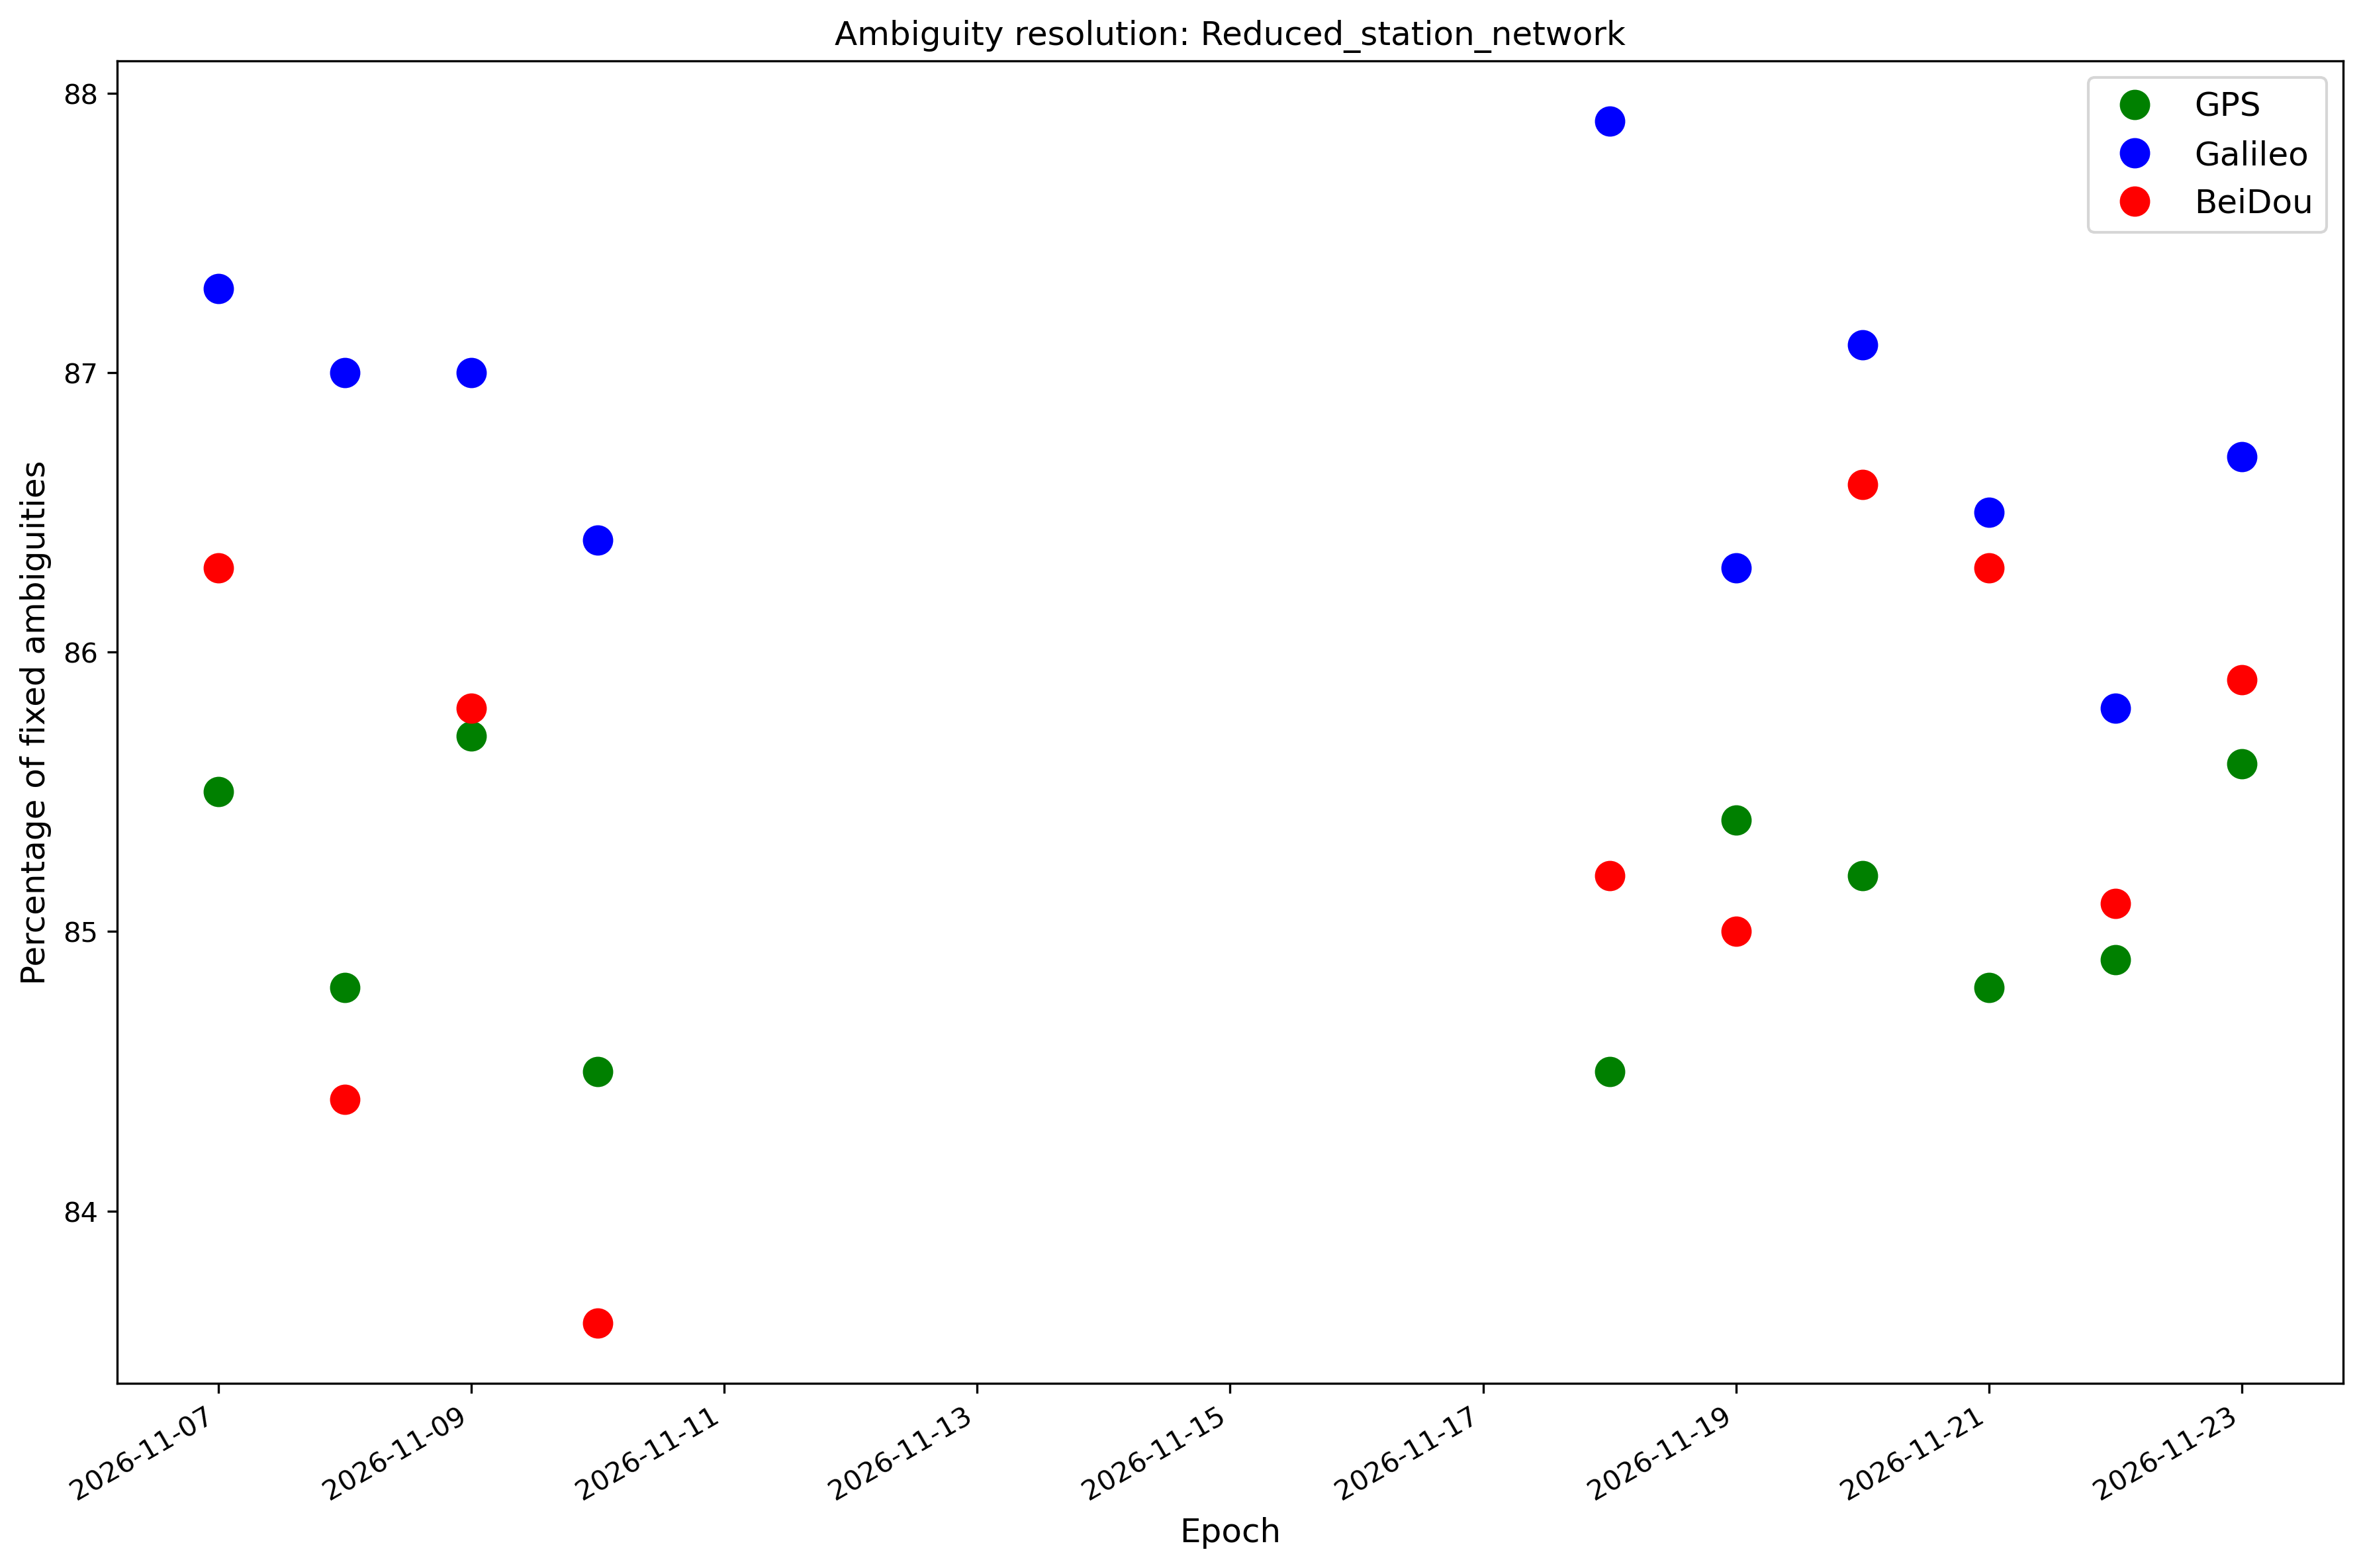 Ambiguity resolution: Reduced_station_network
GPS
Galileo
BeiDou
Percentage of fixed ambiguities
88
87
86
85
84
2026-11-07
2026-11-09
2026-11-11
2026-11-13
2026-11-15
2026-11-17
2026-11-19
2026-11-21
2026-11-23
Epoch